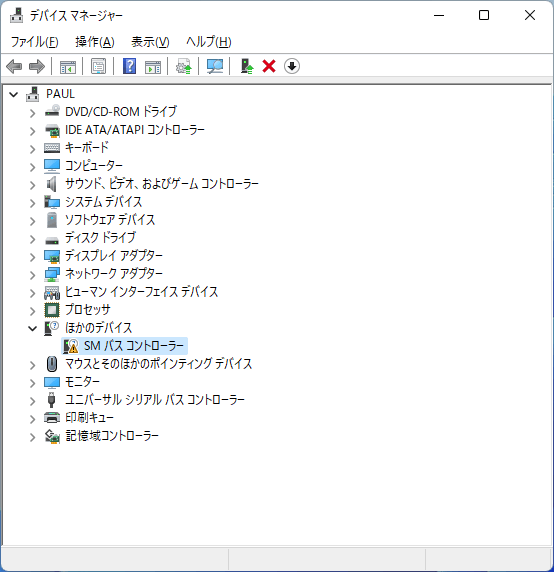 デバイス マネージャー
ファイル(F) 操作(A) 表示(V) ヘルプ(H)
PAUL
DVD/CD-ROM ドライブ
IDE ATA/ATAPI コントローラー
キーボード
コンピューター
サウンド、ビデオ、およびゲーム コントローラー
システム デバイス
ソフトウェア デバイス
ディスク ドライブ
ディスプレイ アダプター
ネットワーク アダプター
ヒューマン インターフェイス デバイス
プロセッサ
ほかのデバイス
SM バス コントローラー
マウスとそのほかのポインティング デバイス
モニター
ユニバーサル シリアル バス コントローラー
印刷キュー
記憶域コントローラー